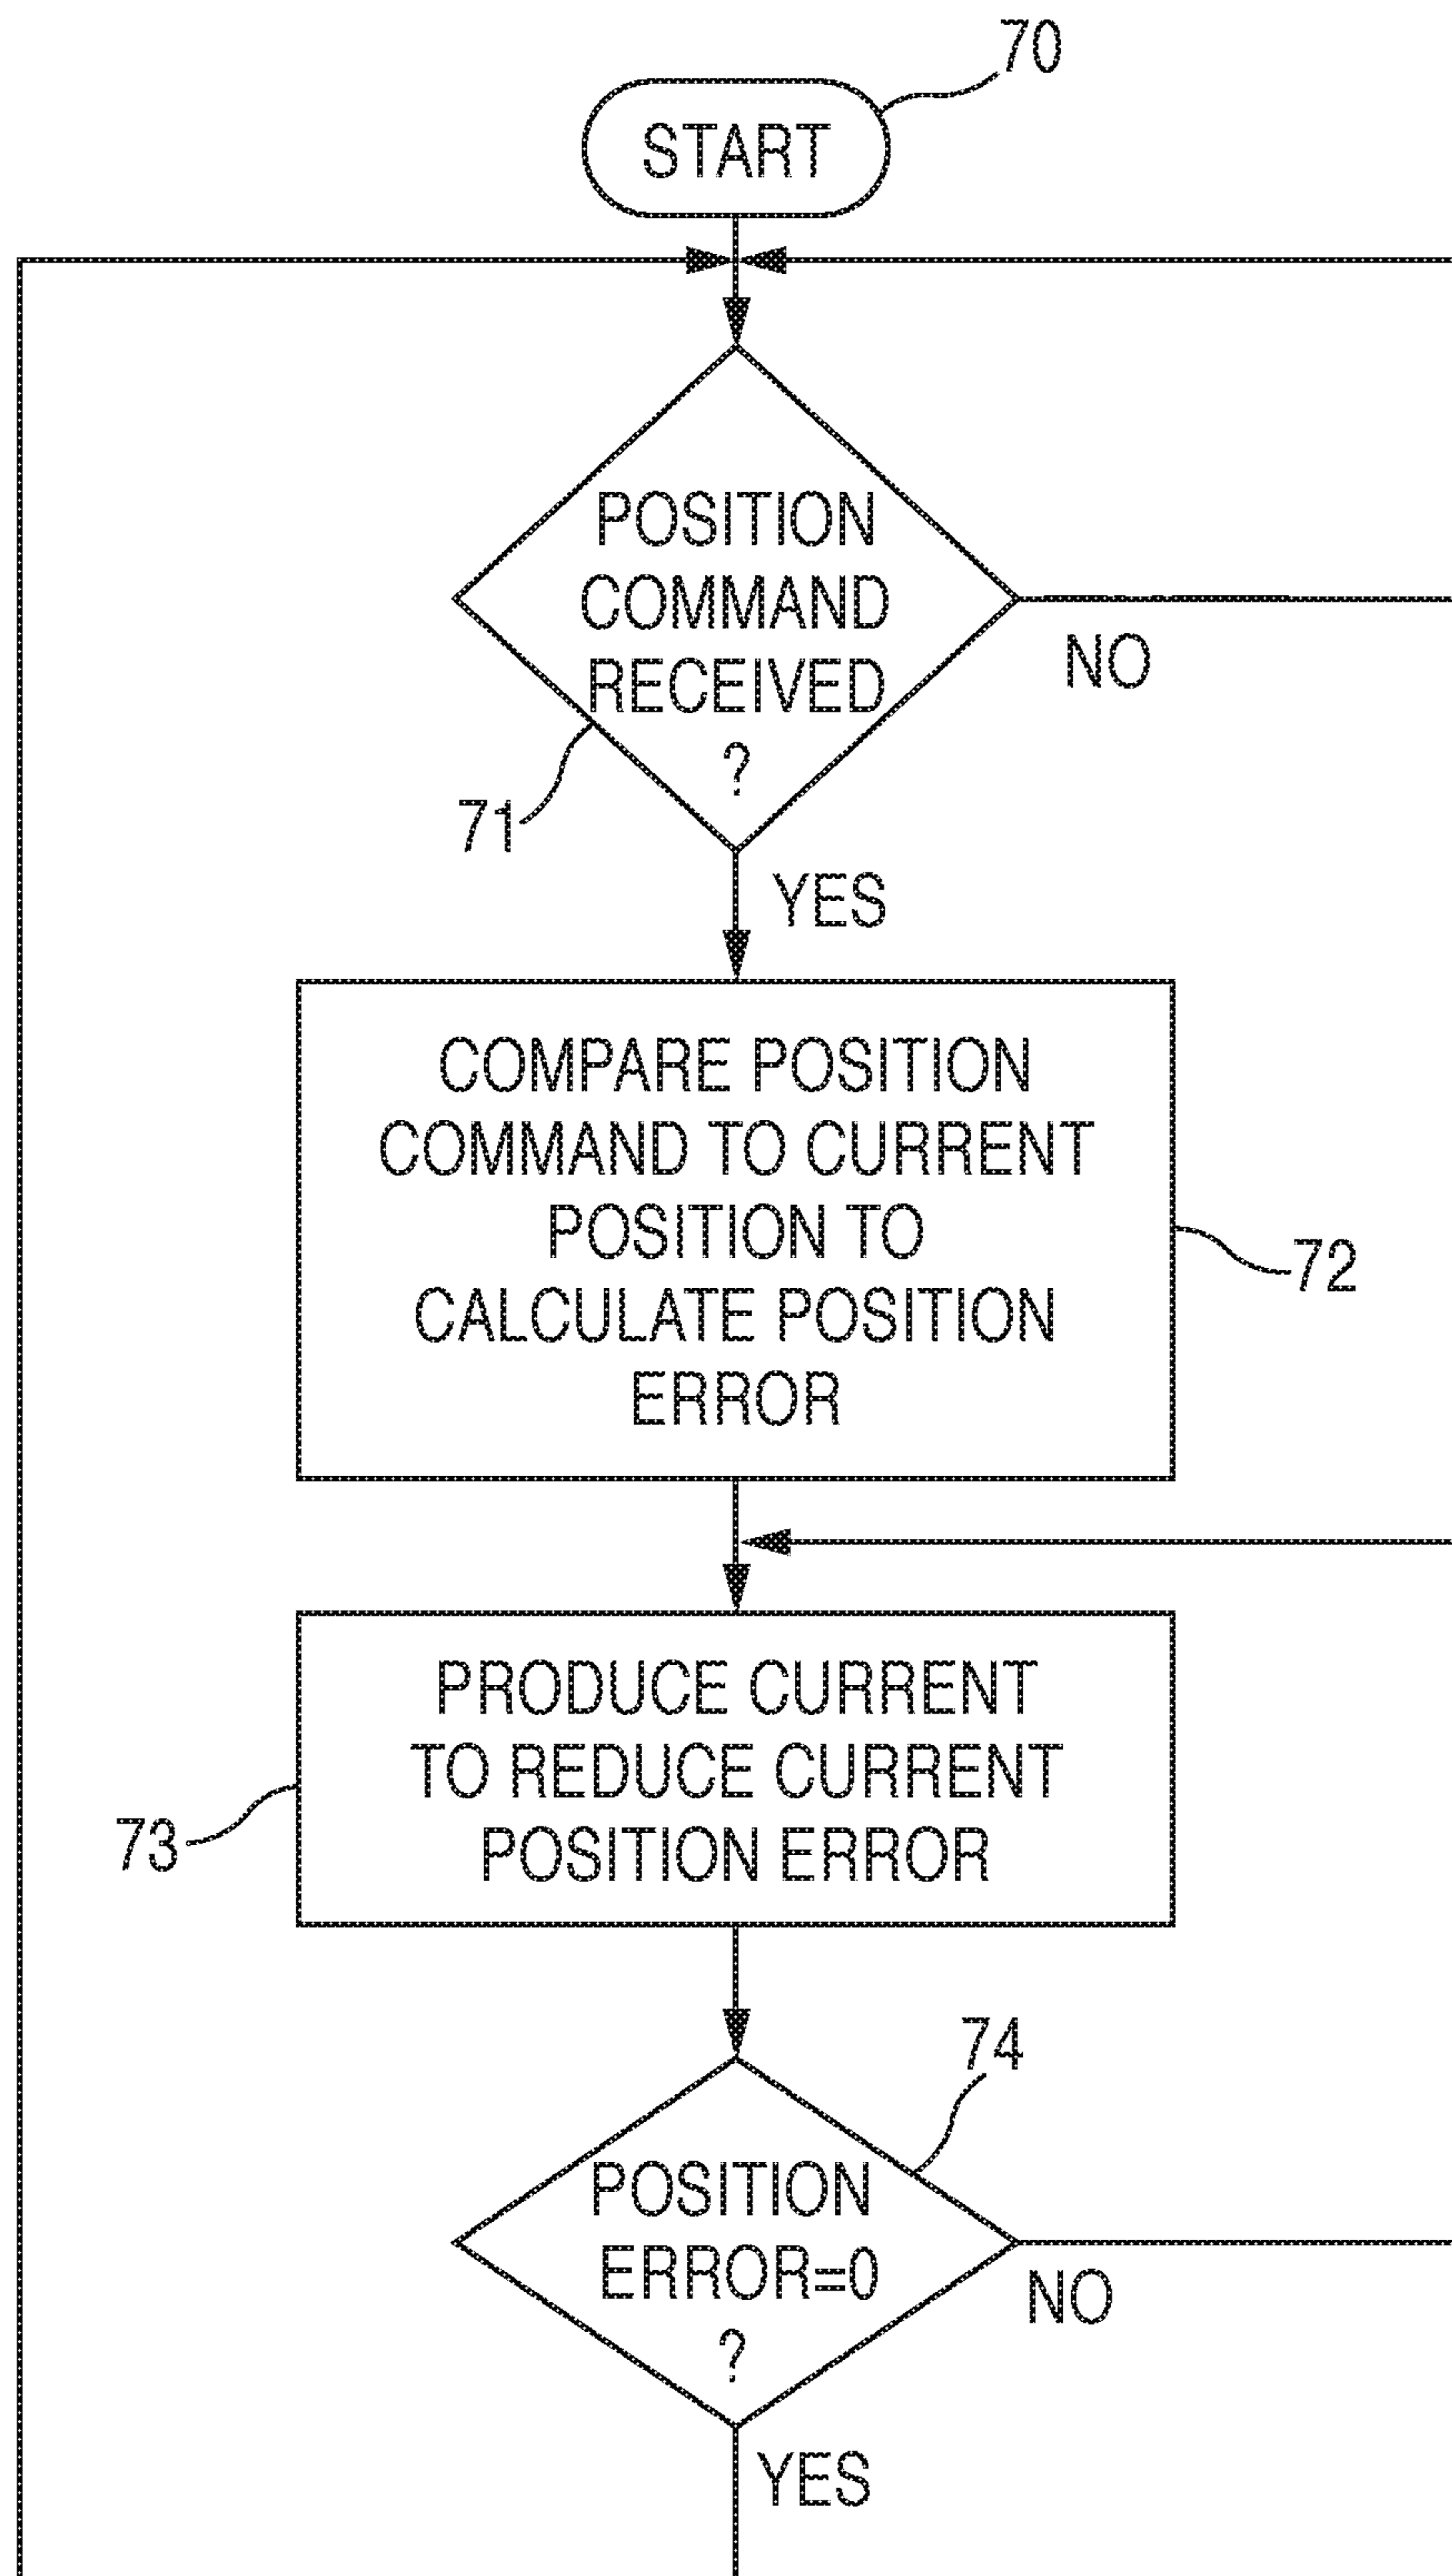 70
START
POSITION
COMMAND
RECEIVED
?
NO
71
YES
COMPARE POSITION
COMMAND TO CURRENT
POSITION TO
CALCULATE POSITION
ERROR
72
PRODUCE CURRENT
TO REDUCE CURRENT
POSITION ERROR
73
74
POSITION
ERROR=0
?
NO
YES